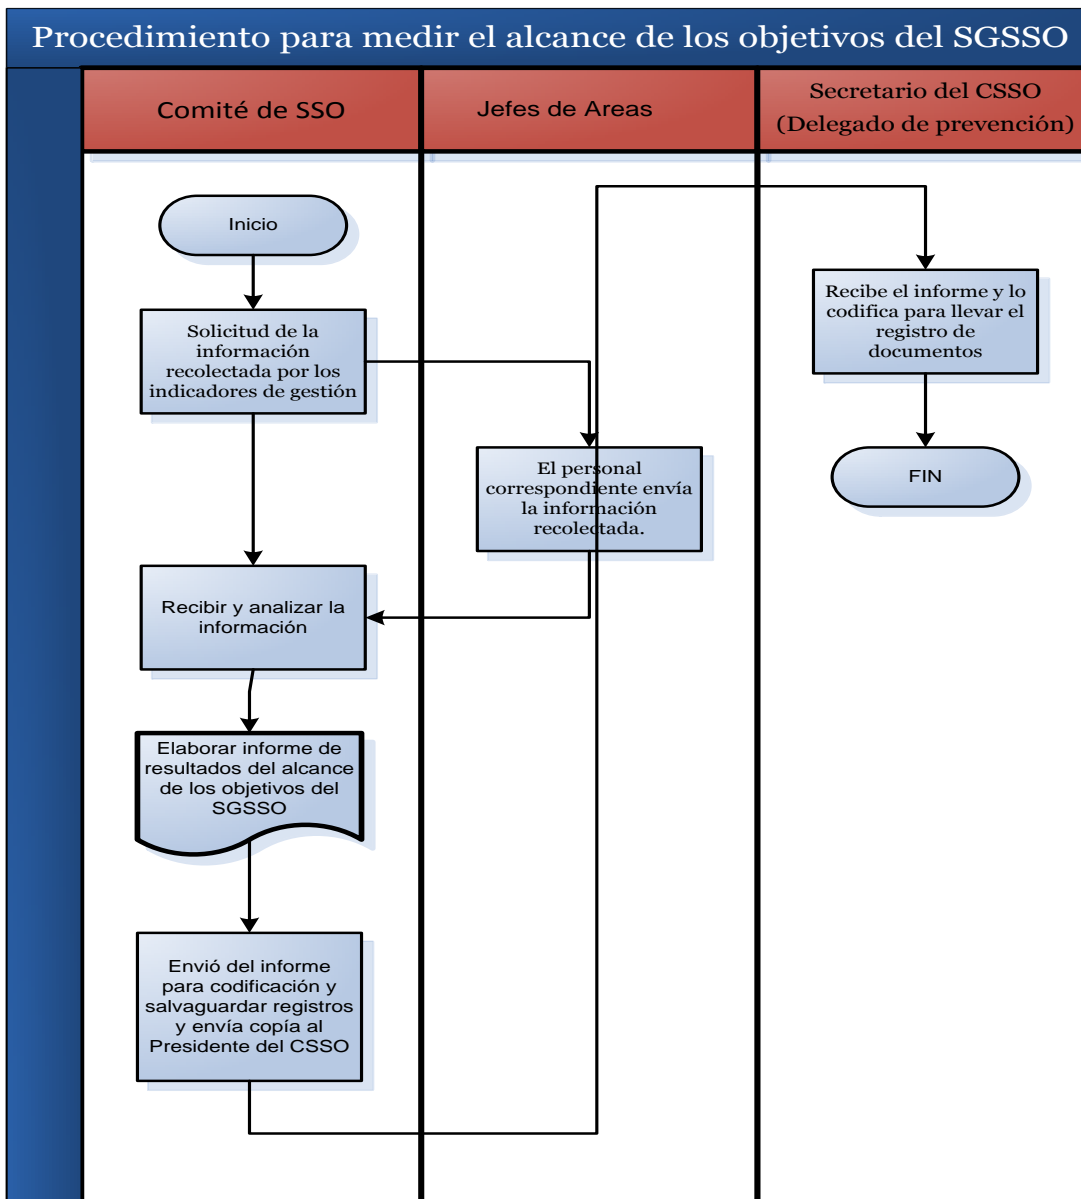 Procedimiento para medir el alcance de los objetivos del SGSSO
Comité de SSO
Jefes de Areas
Secretario del CSSO
(Delegado de prevención)
Inicio
Solicitud de la
información
recolectada por los
indicadores de gestión
El personal
correspondiente envía
la información
recolectada.
Recibir y analizar la
información
Elaborar informe de
resultados del alcance
de los objetivos del
SGSSO
Envió del informe
para codificación y
salvaguardar registros
y envía copía al
Presidente del CSSO
Recibe el informe y lo
codifica para llevar el
registro de
documentos
FIN